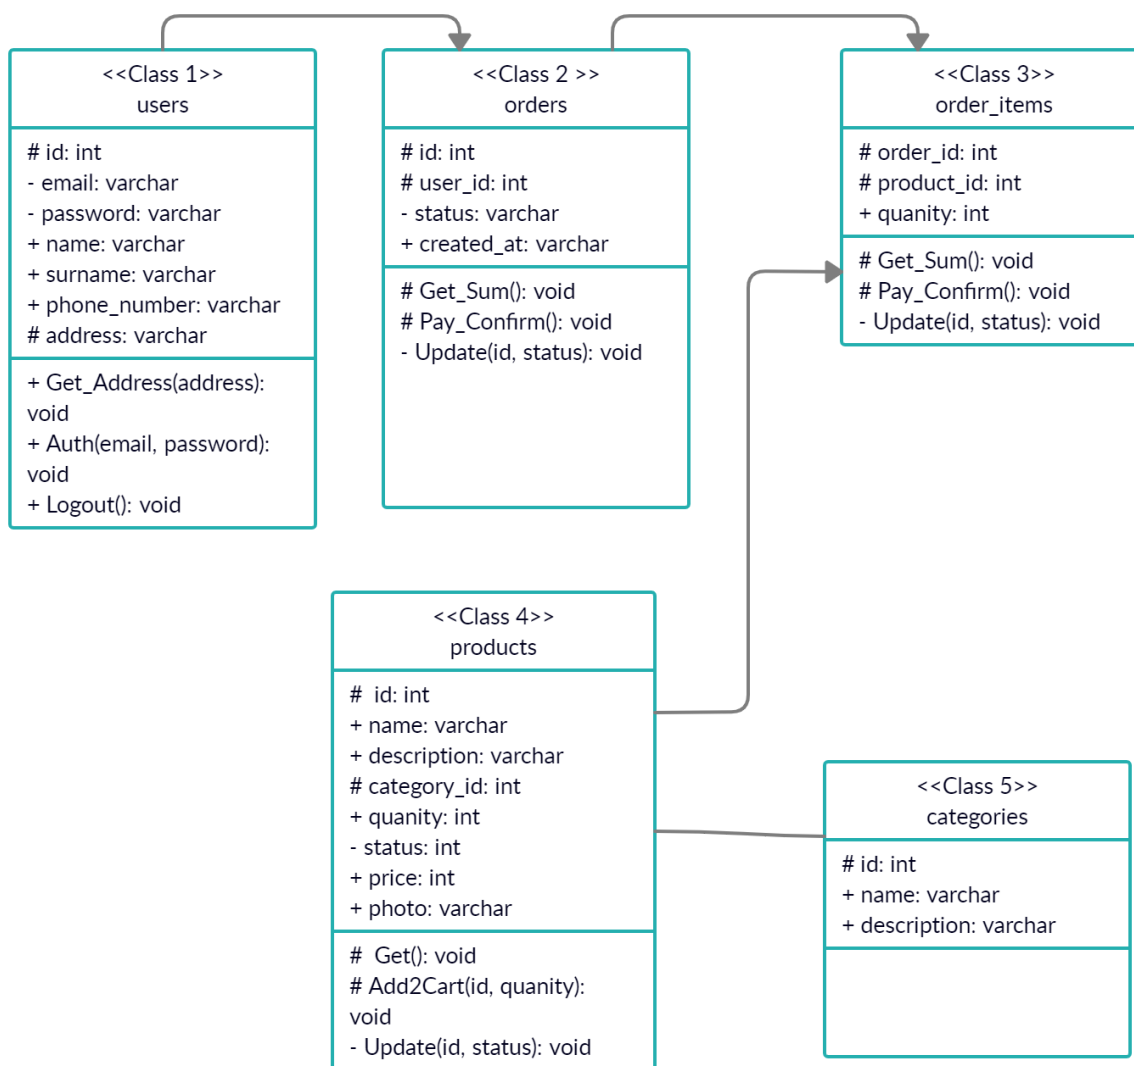 <<Class 1>>
users
# id: int
- email: varchar
- password: varchar
+ name: varchar
+ surname: varchar
+ phone_number: varchar
# address: varchar
+ Get_Address(address):
void
+ Auth(email, password):
void
+ Logout(): void
<<Class 2 >>
orders
# id: int
# user_id: int
- status: varchar
+ created_at: varchar
# Get_Sum(): void
# Pay_Confirm(): void
- Update(id, status): void
<<Class 3>>
order_items
# order_id: int
# product_id: int
+ quanity: int
# Get_Sum(): void
# Pay_Confirm(): void
- Update(id, status): void
<<Class 4>>
products
# id: int
+ name: varchar
+ description: varchar
# category_id: int
+ quanity: int
- status: int
+ price: int
+ photo: varchar
# Get(): void
# Add2Cart(id, quanity):
void
- Update(id, status): void
<<Class 5>>
categories
# id: int
+ name: varchar
+ description: varchar